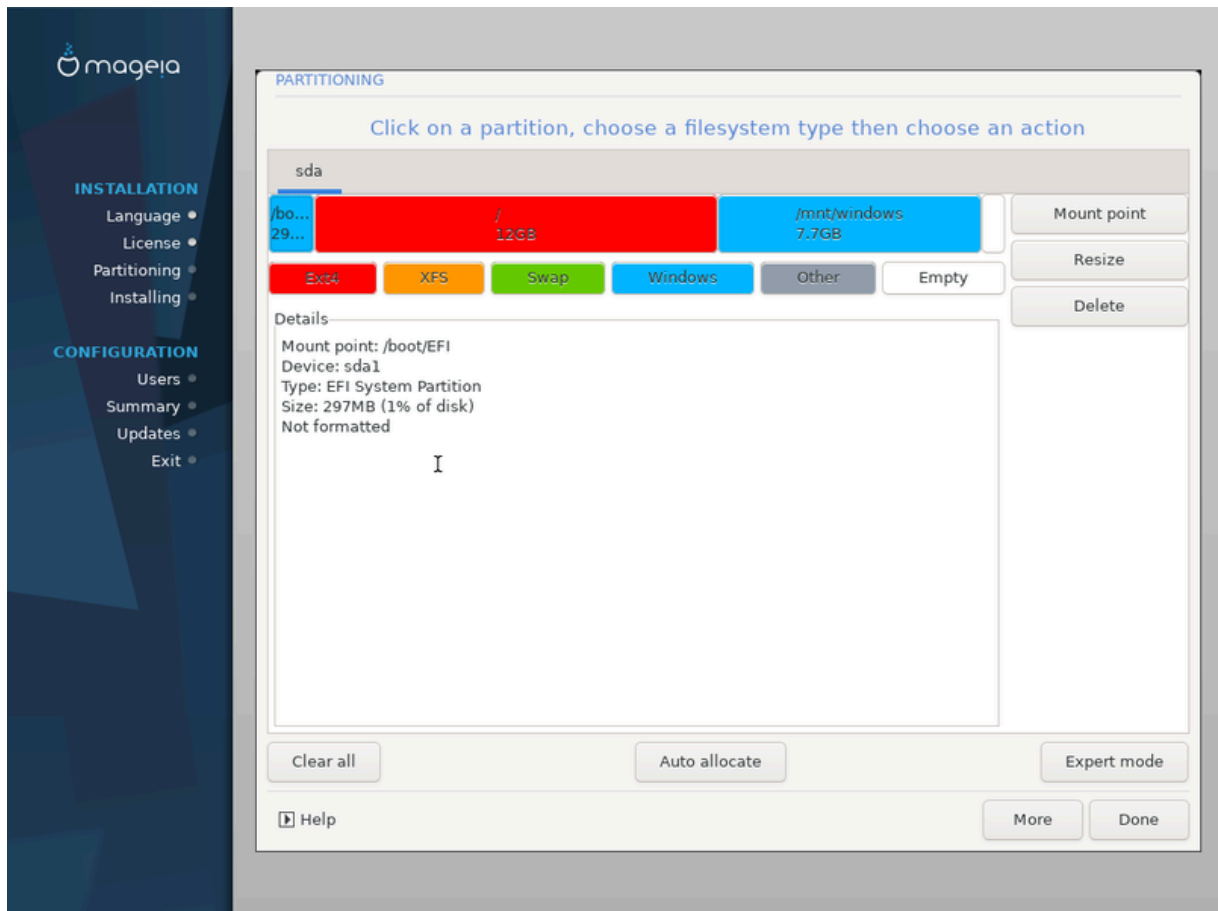 mageia
INSTALLATION
Language
License
Partitioning
Installing
CONFIGURATION
Users
Summary
Updates
Exit
PARTITIONING
Click on a partition, choose a filesystem type then choose an action
sda
/bo...
29...
/
12GB
/mnt/windows
7.7GB
Ext4
XFS
Swap
Windows
Other
Empty
Mount point
Resize
Delete
Details
Mount point: /boot/EFI
Device: sda1
Type: EFI System Partition
Size: 297MB (1% of disk)
Not formatted
Clear all
Auto allocate
Expert mode
Help
More
Done